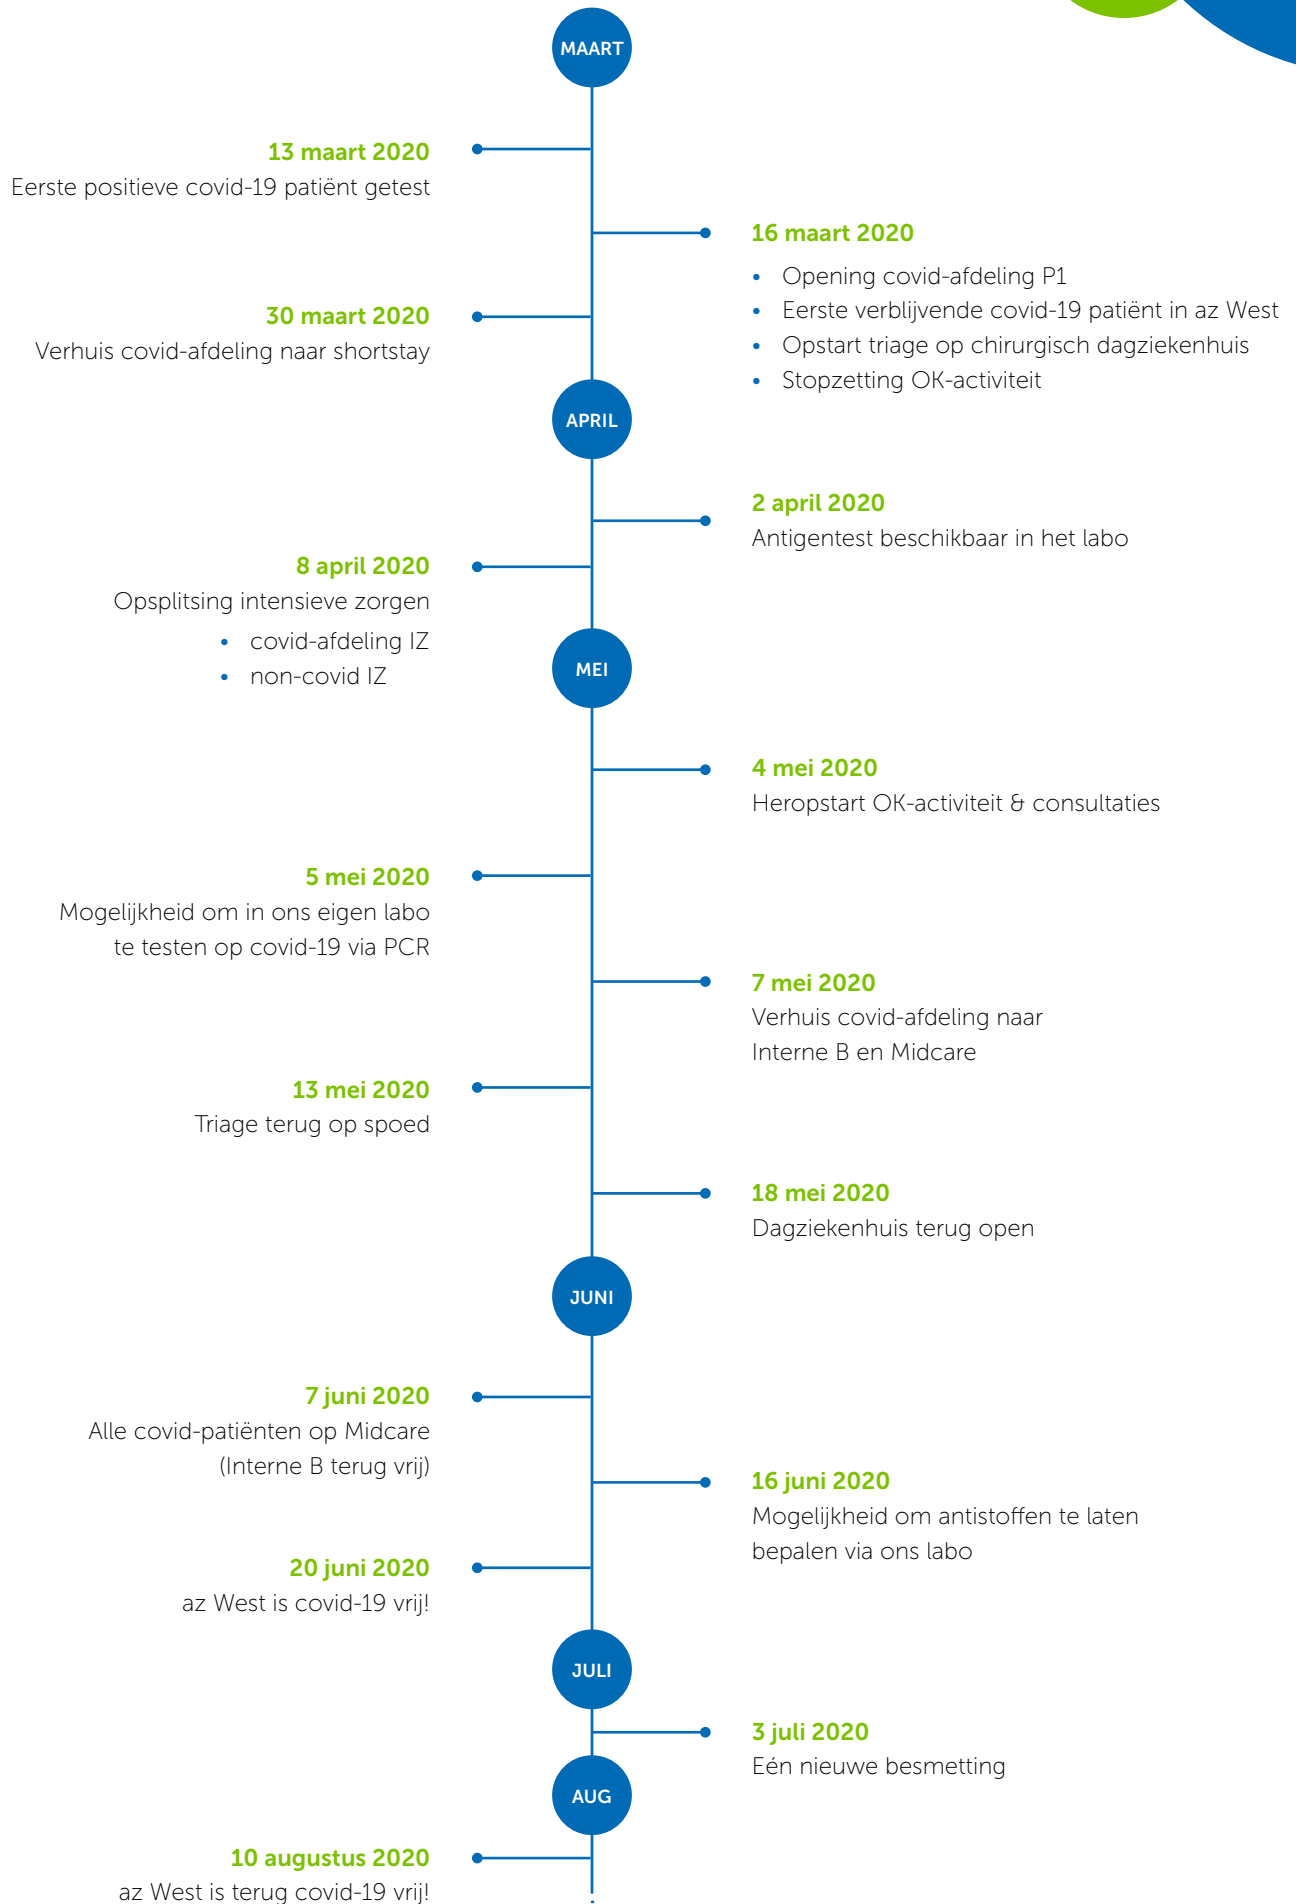 MAART
13 maart 2020
Eerste positieve covid-19 patiënt getest
16 maart 2020
• Opening covid-afdeling P1
• Eerste verblijvende covid-19 patiënt in az West
• Opstart triage op chirurgisch dagziekenhuis
• Stopzetting OK-activiteit
30 maart 2020
Verhuis covid-afdeling naar shortstay
APRIL
2 april 2020
Antigentest beschikbaar in het labo
8 april 2020
Opsplitsing intensieve zorgen
• covid-afdeling IZ
• non-covid IZ
MEI
4 mei 2020
Heropstart OK-activiteit & consultaties
5 mei 2020
Mogelijkheid om in ons eigen labo
te testen op covid-19 via PCR
7 mei 2020
Verhuis covid-afdeling naar
Interne B en Midcare
13 mei 2020
Triage terug op spoed
18 mei 2020
Dagziekenhuis terug open
JUNI
7 juni 2020
Alle covid-patiënten op Midcare
(Interne B terug vrij)
16 juni 2020
Mogelijkheid om antistoffen te laten
bepalen via ons labo
20 juni 2020
az West is covid-19 vrij!
JULI
3 juli 2020
Eén nieuwe besmetting
AUG
10 augustus 2020
az West is terug covid-19 vrij!